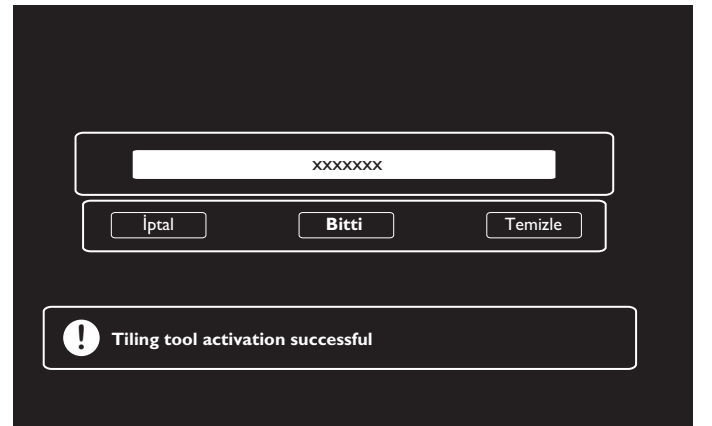 xxxxxxx
İptal Bitti Temizle
! Tiling tool activation successful